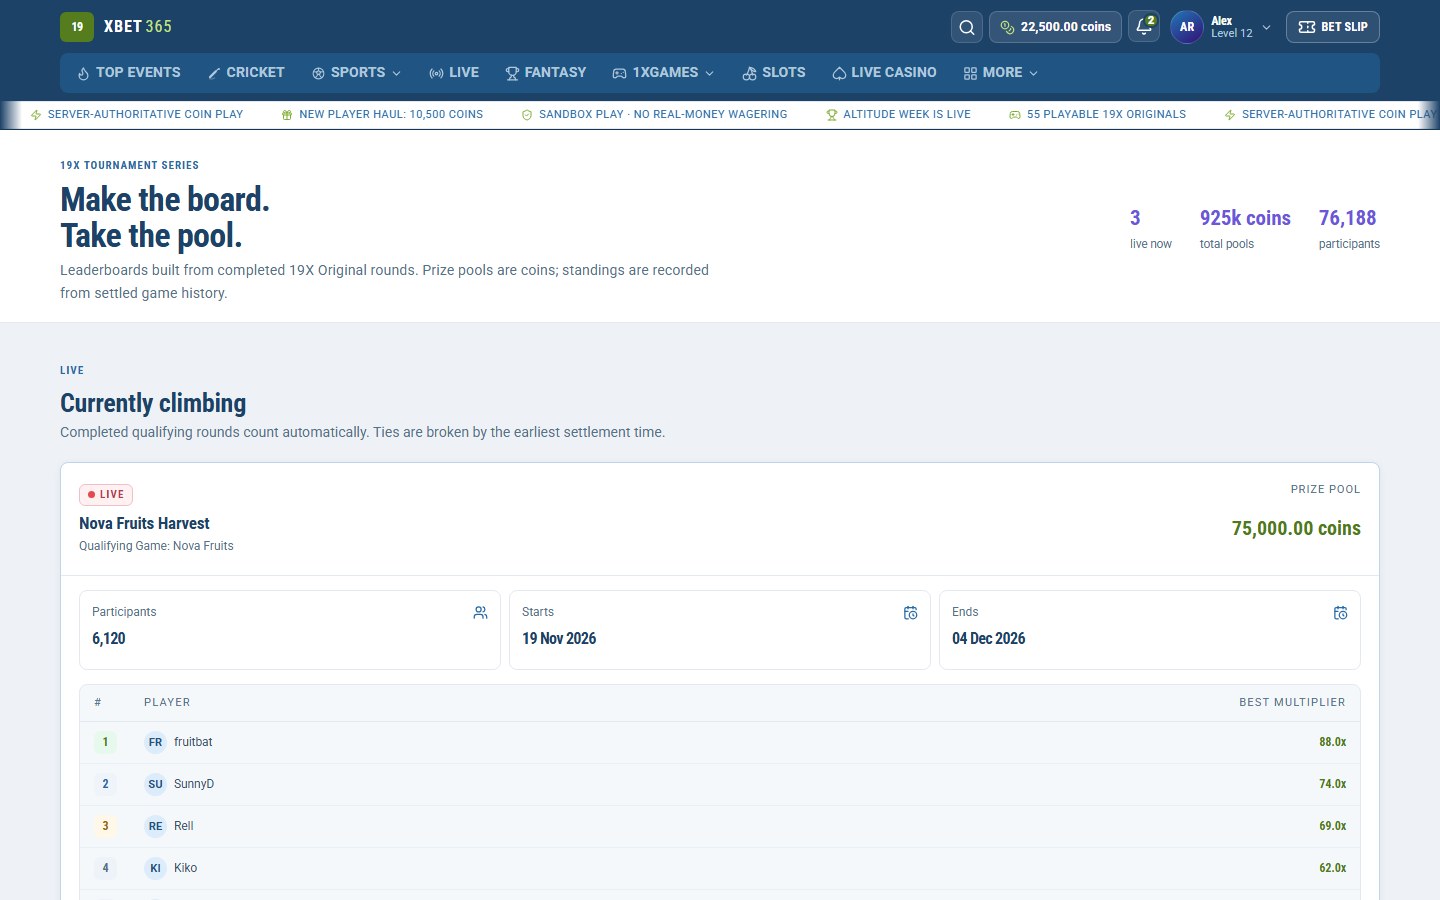 19 XBET 365
22,500.00 coins
2
AR
Alex
Level 12
BET SLIP
TOP EVENTS CRICKET SPORTS LIVE FANTASY 1XGAMES SLOTS LIVE CASINO MORE
SERVER-AUTHORITATIVE COIN PLAY NEW PLAYER HAUL: 10,500 COINS SANDBOX PLAY · NO REAL-MONEY WAGERING ALTITUDE WEEK IS LIVE 55 PLAYABLE 19X ORIGINALS SERVER-AUTHORITATIVE COIN PLAY
19X TOURNAMENT SERIES
Make the board.
Take the pool.
Leaderboards built from completed 19X Original rounds. Prize pools are coins; standings are recorded
from settled game history.
3 925k coins 76,188
live now total pools participants
LIVE
Currently climbing
Completed qualifying rounds count automatically. Ties are broken by the earliest settlement time.
LIVE
Nova Fruits Harvest
Qualifying Game: Nova Fruits
PRIZE POOL
75,000.00 coins
Participants
6,120
Starts
19 Nov 2026
Ends
04 Dec 2026
# PLAYER BEST MULTIPLIER
1 FR fruitbat 88.0x
2 SU SunnyD 74.0x
3 RE Rell 69.0x
4 KI Kiko 62.0x